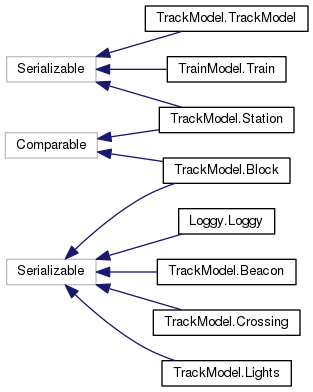 TrackModel.TrackModel
Serializable
TrainModel.Train
TrackModel.Station
Comparable
TrackModel.Block
Loggy.Loggy
Serializable
TrackModel.Beacon
TrackModel.Crossing
TrackModel.Lights